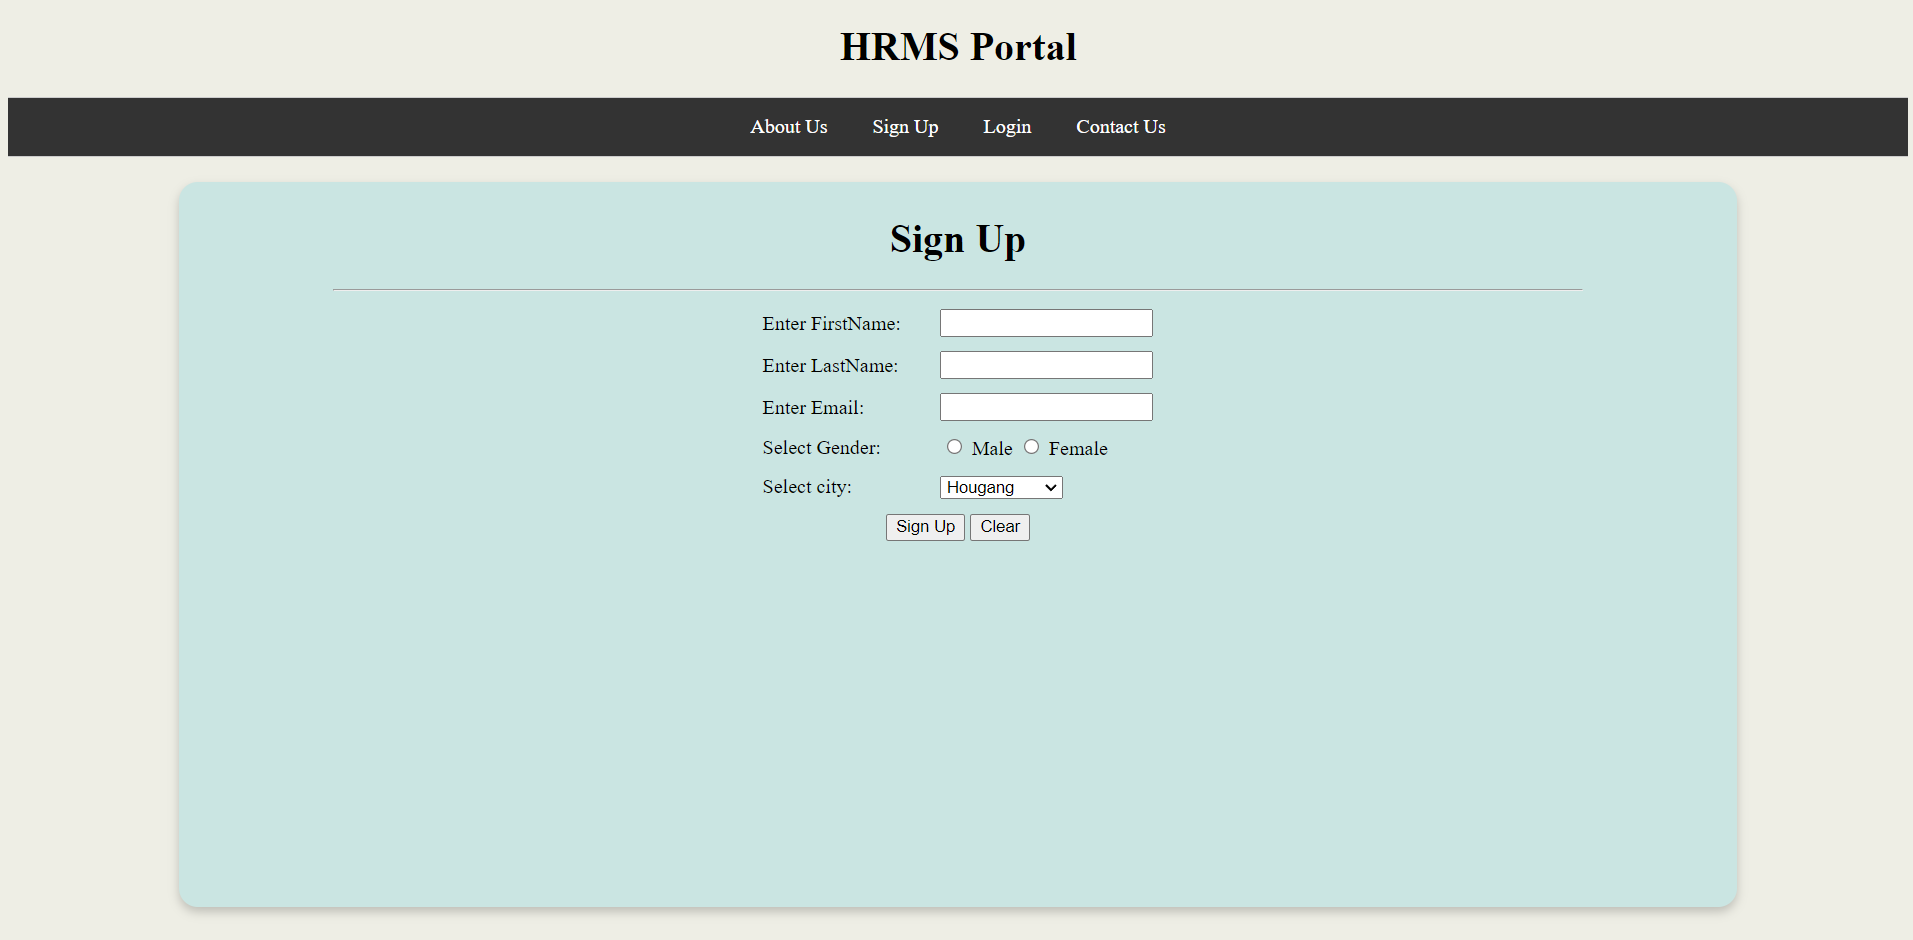 HRMS Portal
About Us Sign Up Login Contact Us
Sign Up
Enter FirstName:
Enter LastName:
Enter Email:
Select Gender: Male Female
Select city: Hougang
Sign Up Clear